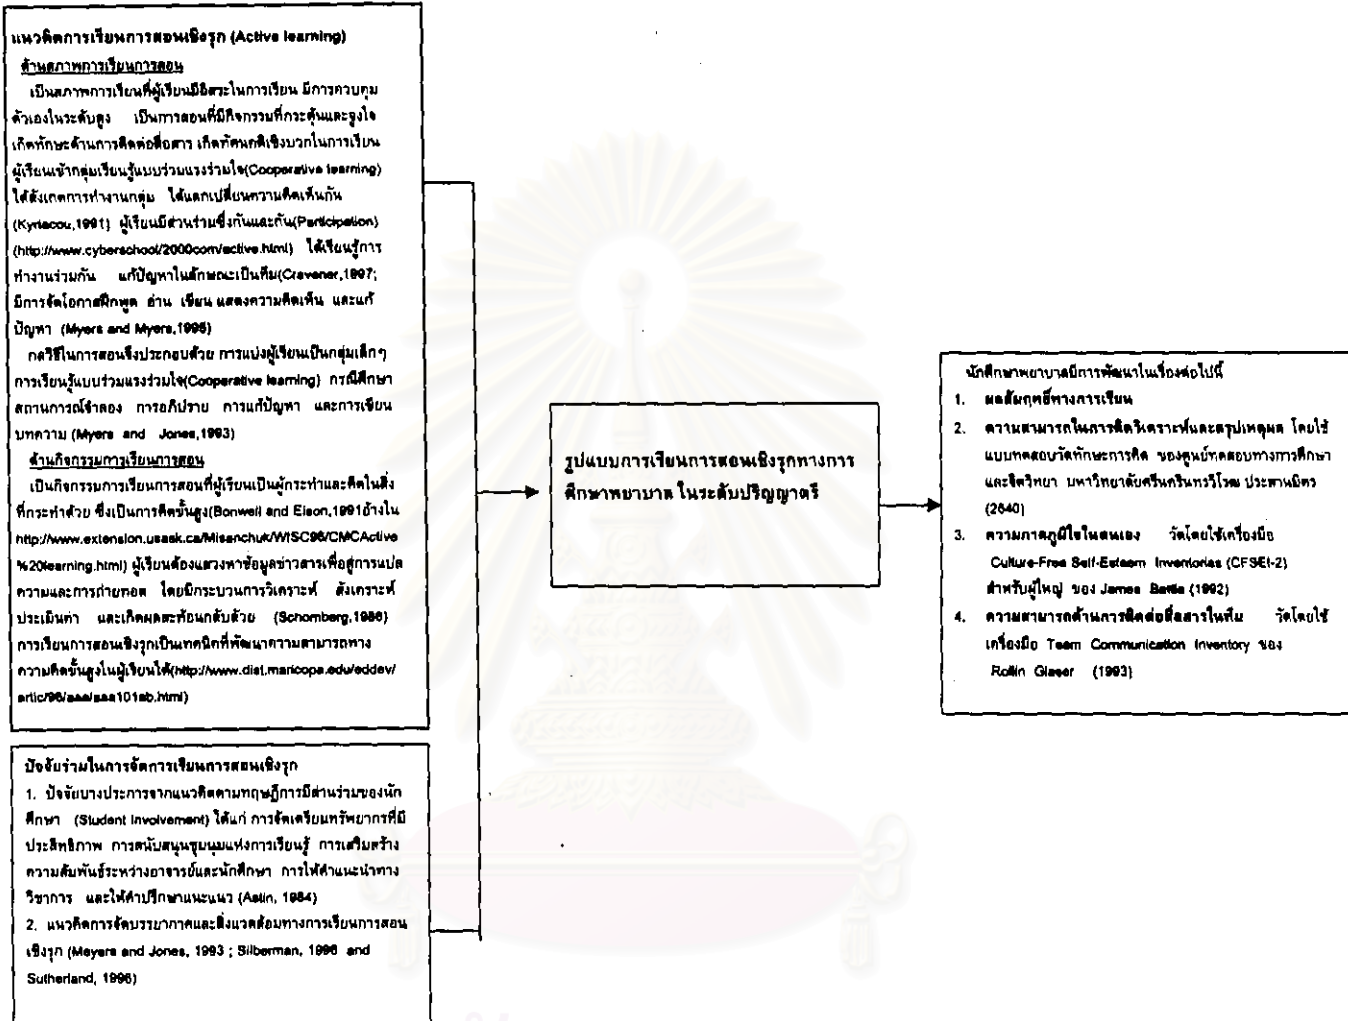 แนวคิดการเรียนการสอนเชิงรุก (Active learning)
ด้านสภาพการเรียนการสอน
เป็นสภาพการเรียนที่ผู้เรียนมีอิสระในการเรียน มีการควบคุม
ตัวเองในระดับสูง เป็นการสอนที่มีกิจกรรมที่กระตุ้นและจูงใจ
เกิดทักษะด้านการติดต่อสื่อสาร เกิดทัศนคติเชิงบวกในการเรียน
ผู้เรียนเข้ากลุ่มเรียนรู้แบบร่วมแรงร่วมใจ(Cooperative learning)
ได้สังเกตการทำงานกลุ่ม ได้แลกเปลี่ยนความคิดเห็นกัน
(Kyriacou,1991) ผู้เรียนมีส่วนร่วมซึ่งกันและกัน(Participation)
(http://www.cyberschool/2000com/active.html) ได้เรียนรู้การ
ทำงานร่วมกัน แก้ปัญหาในลักษณะเป็นทีม(Cravener,1997;
มีการจัดโอกาสฝึกพูด อ่าน เขียน แสดงความคิดเห็น และแก้
ปัญหา (Myers and Myers,1995)
กลวิธีในการสอนจึงประกอบด้วย การแบ่งผู้เรียนเป็นกลุ่มเล็กๆ
การเรียนรู้แบบร่วมแรงร่วมใจ(Cooperative learning) กรณีศึกษา
สถานการณ์จำลอง การอภิปราย การแก้ปัญหา และการเขียน
บทความ (Myers and Jones,1993)
ด้านกิจกรรมการเรียนการสอน
เป็นกิจกรรมการเรียนการสอนที่ผู้เรียนเป็นผู้กระทำและคิดในสิ่ง
ที่กระทำด้วย ซึ่งเป็นการคิดขั้นสูง(Bonwell and Eison,1991อ้างใน
http://www.extension.usask.ca/Misanchuk/WISC96/CMCActive
%20learning.html) ผู้เรียนต้องแสวงหาข้อมูลข่าวสารเพื่อสู่การแปล
ความและการถ่ายทอด โดยมีกระบวนการวิเคราะห์ สังเคราะห์
ประเมินค่า และเกิดผลสะท้อนกลับด้วย (Schomberg,1986)
การเรียนการสอนเชิงรุกเป็นเทคนิคที่พัฒนาความสามารถทาง
ความคิดขั้นสูงในผู้เรียนได้(http://www.dist.maricopa.edu/eddev/
artic/96/aaa/aaa101ab.html)
ปัจจัยร่วมในการจัดการเรียนการสอนเชิงรุก
1. ปัจจัยบางประการจากแนวคิดตามทฤษฎีการมีส่วนร่วมของนัก
ศึกษา (Student Involvement) ได้แก่ การจัดเตรียมทรัพยากรที่มี
ประสิทธิภาพ การสนับสนุนชุมนุมแห่งการเรียนรู้ การเสริมสร้าง
ความสัมพันธ์ระหว่างอาจารย์และนักศึกษา การให้คำแนะนำทาง
วิชาการ และให้คำปรึกษาแนะแนว (Astin, 1984)
2. แนวคิดการจัดบรรยากาศและสิ่งแวดล้อมทางการเรียนการสอน
เชิงรุก (Meyers and Jones, 1993 ; Silberman, 1996 and
Sutherland, 1996)
รูปแบบการเรียนการสอนเชิงรุกทางการ
ศึกษาพยาบาล ในระดับปริญญาตรี
นักศึกษาพยาบาลมีการพัฒนาในเรื่องต่อไปนี้
1. ผลสัมฤทธิ์ทางการเรียน
2. ความสามารถในการคิดวิเคราะห์และสรุปเหตุผล โดยใช้
แบบทดสอบวัดทักษะการคิด ของศูนย์ทดสอบทางการศึกษา
และจิตวิทยา มหาวิทยาลัยศรีนครินทรวิโรฒ ประสานมิตร
(2540)
3. ความภาคภูมิใจในตนเอง วัดโดยใช้เครื่องมือ
Culture-Free Self-Esteem Inventories (CFSEI-2)
สำหรับผู้ใหญ่ ของ James Battle (1992)
4. ความสามารถด้านการติดต่อสื่อสารในทีม วัดโดยใช้
เครื่องมือ Team Communication Inventory ของ
Rollin Glaser (1993)